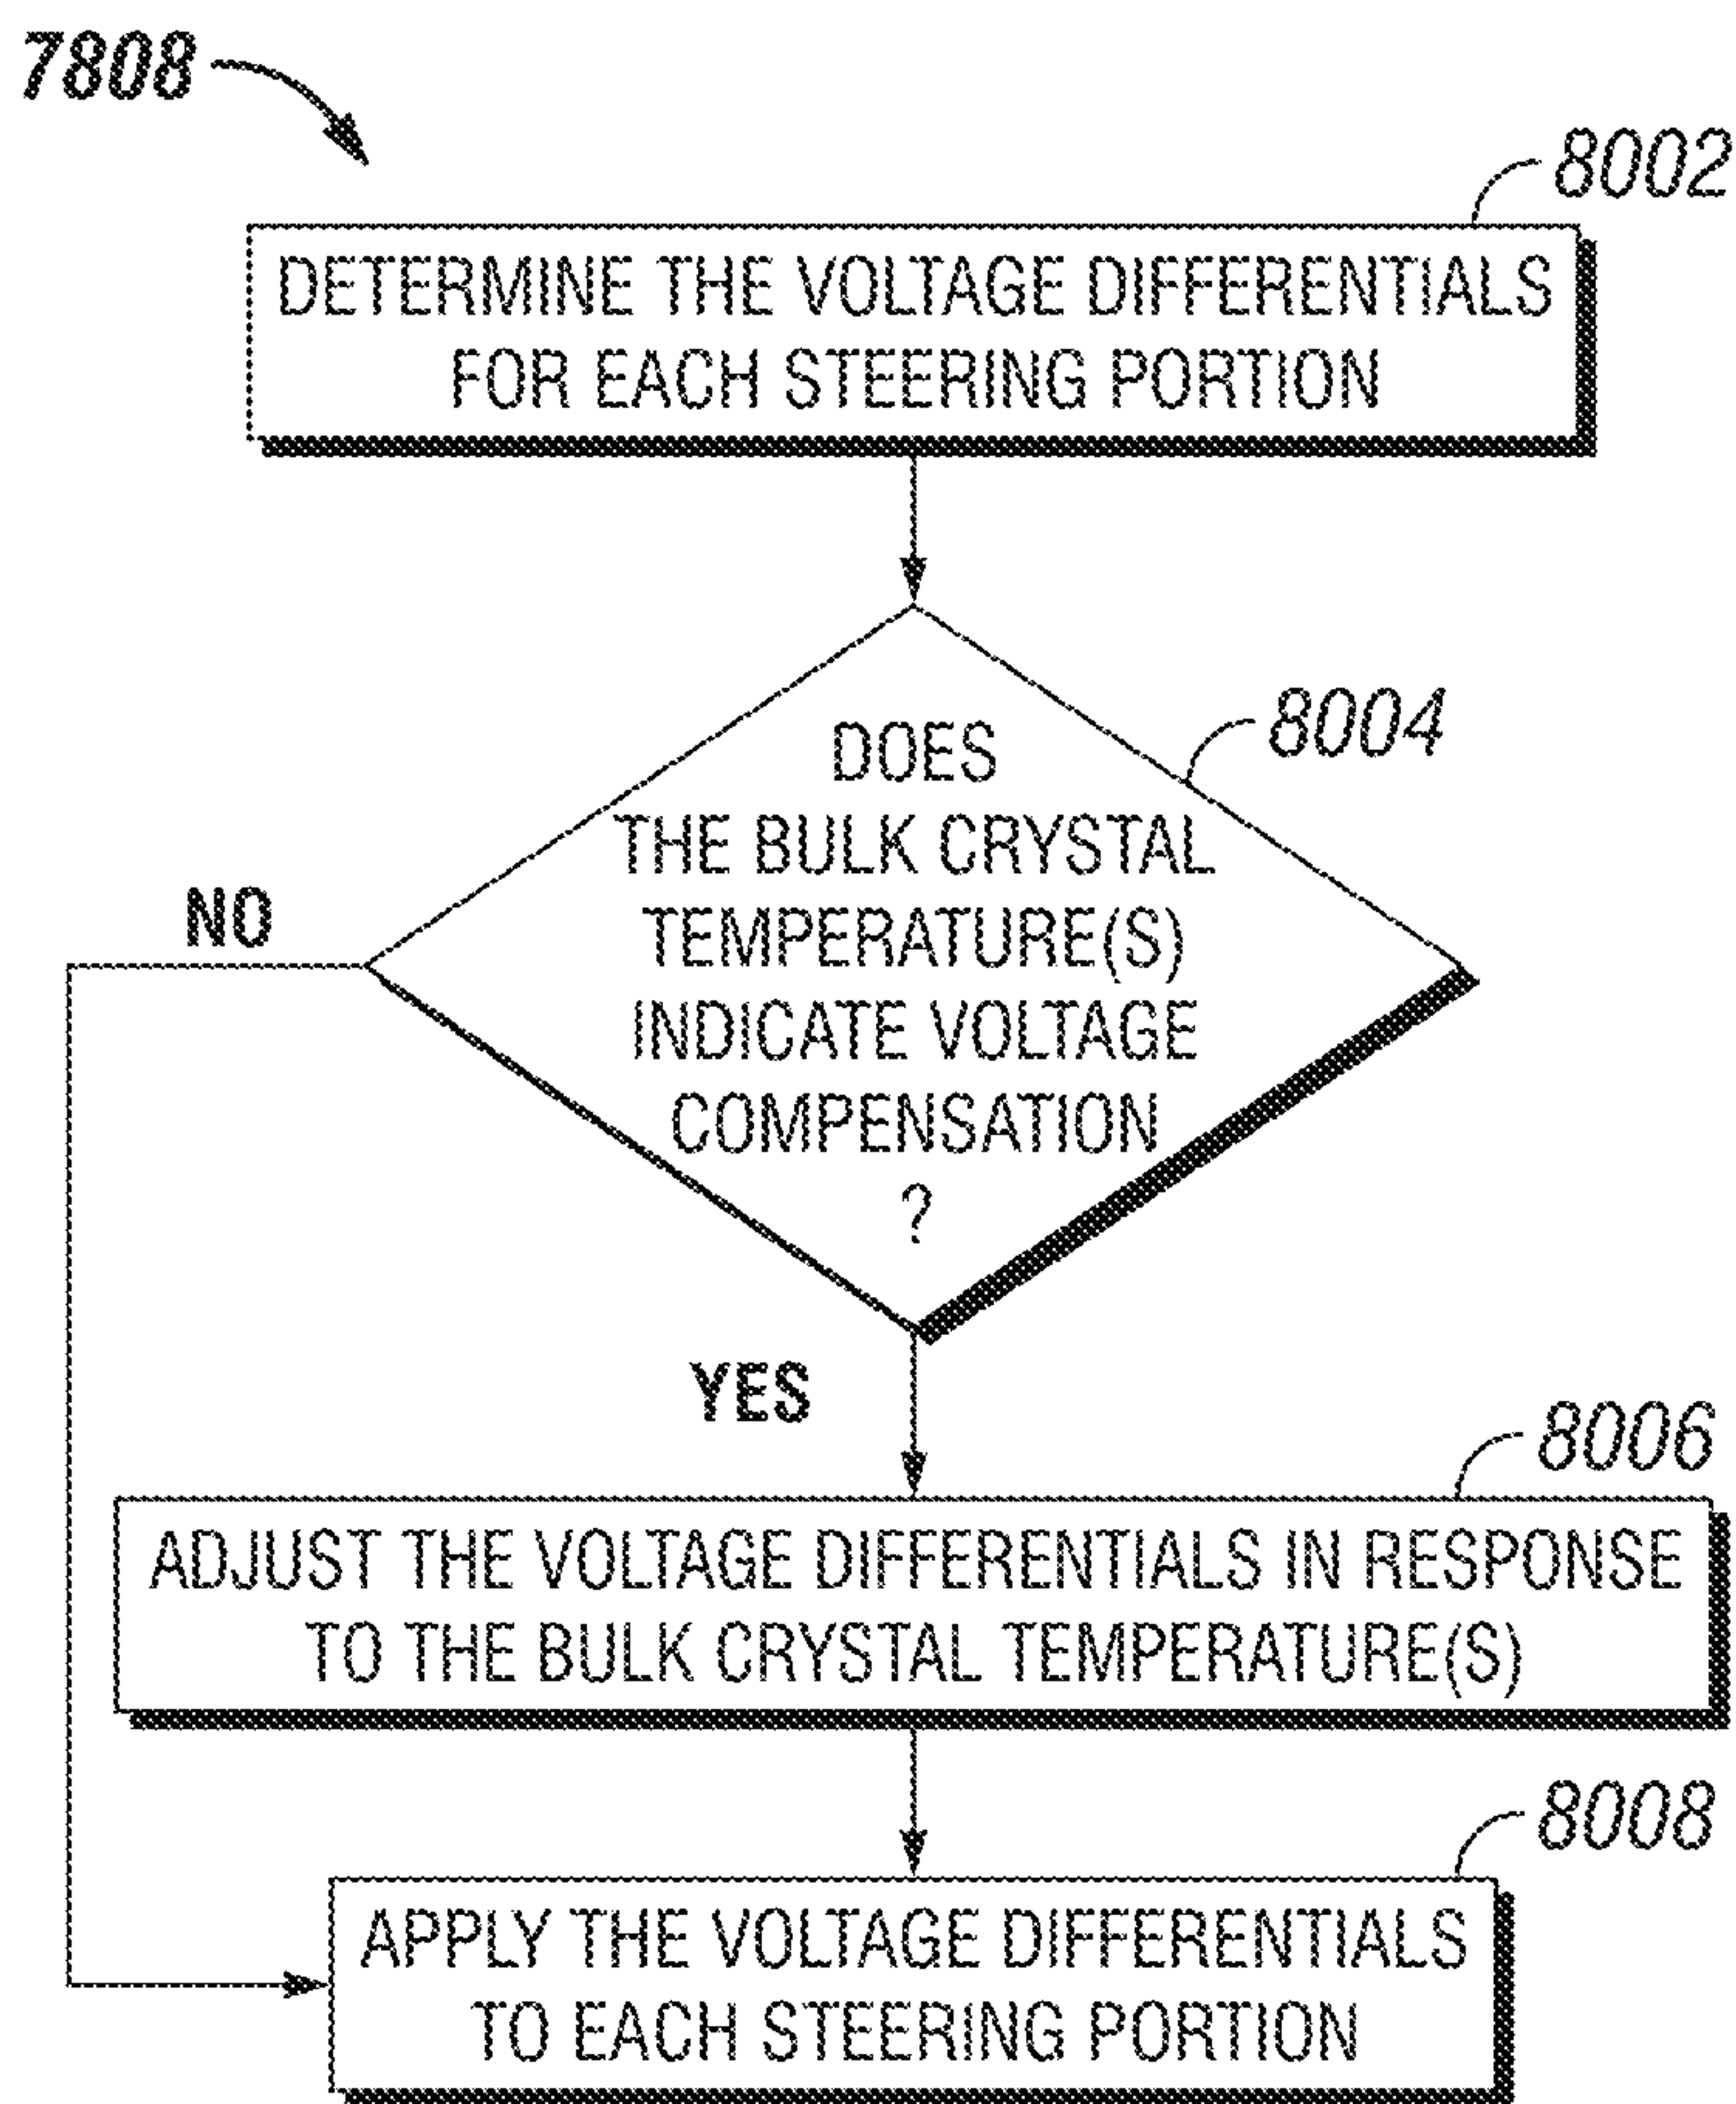 7808
8002
DETERMINE THE VOLTAGE DIFFERENTIALS
FOR EACH STEERING PORTION
8004
DOES
THE BULK CRYSTAL
TEMPERATURE(S)
INDICATE VOLTAGE
COMPENSATION
?
NO
YES
8006
ADJUST THE VOLTAGE DIFFERENTIALS IN RESPONSE
TO THE BULK CRYSTAL TEMPERATURE(S)
8008
APPLY THE VOLTAGE DIFFERENTIALS
TO EACH STEERING PORTION